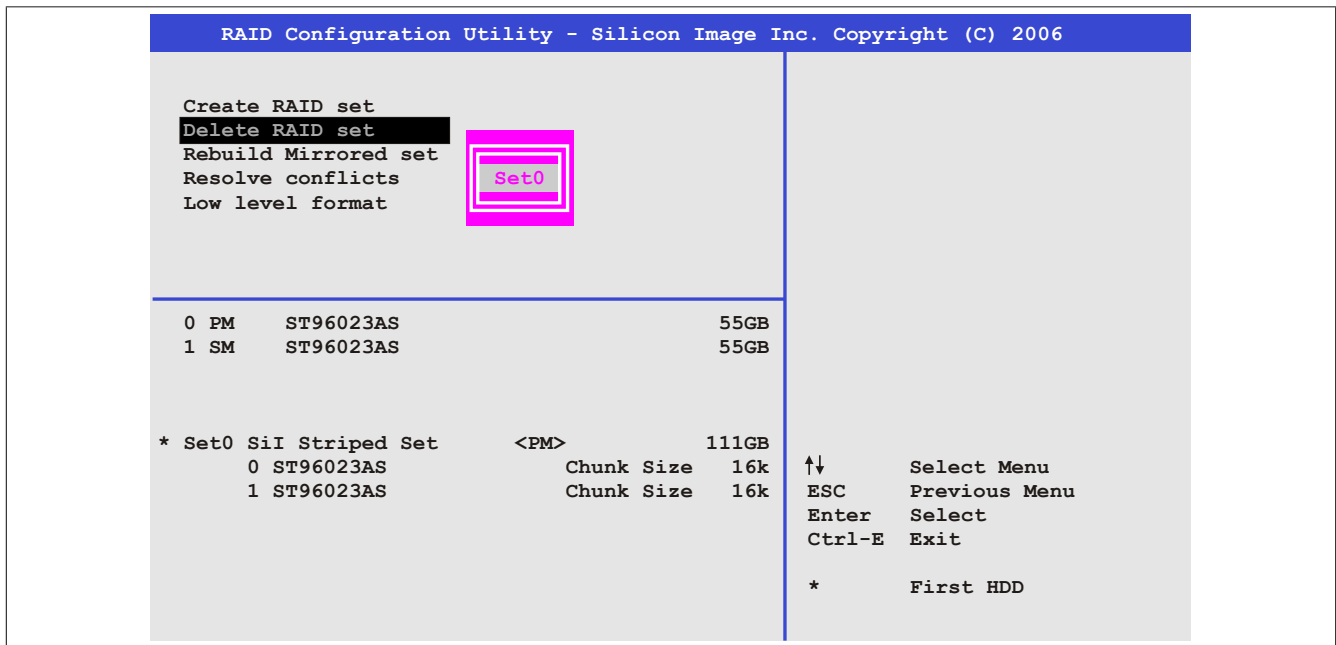 RAID Configuration Utility - Silicon Image Inc. Copyright (C) 2006
Create RAID set
Delete RAID set
Rebuild Mirrored set
Resolve conflicts
Low level format
Set0
0 PM ST96023AS 55GB
1 SM ST96023AS 55GB
* Set0 SiI Striped Set <PM> 111GB
0 ST96023AS Chunk Size 16k
1 ST96023AS Chunk Size 16k
↑↓ Select Menu
ESC Previous Menu
Enter Select
Ctrl-E Exit
* First HDD